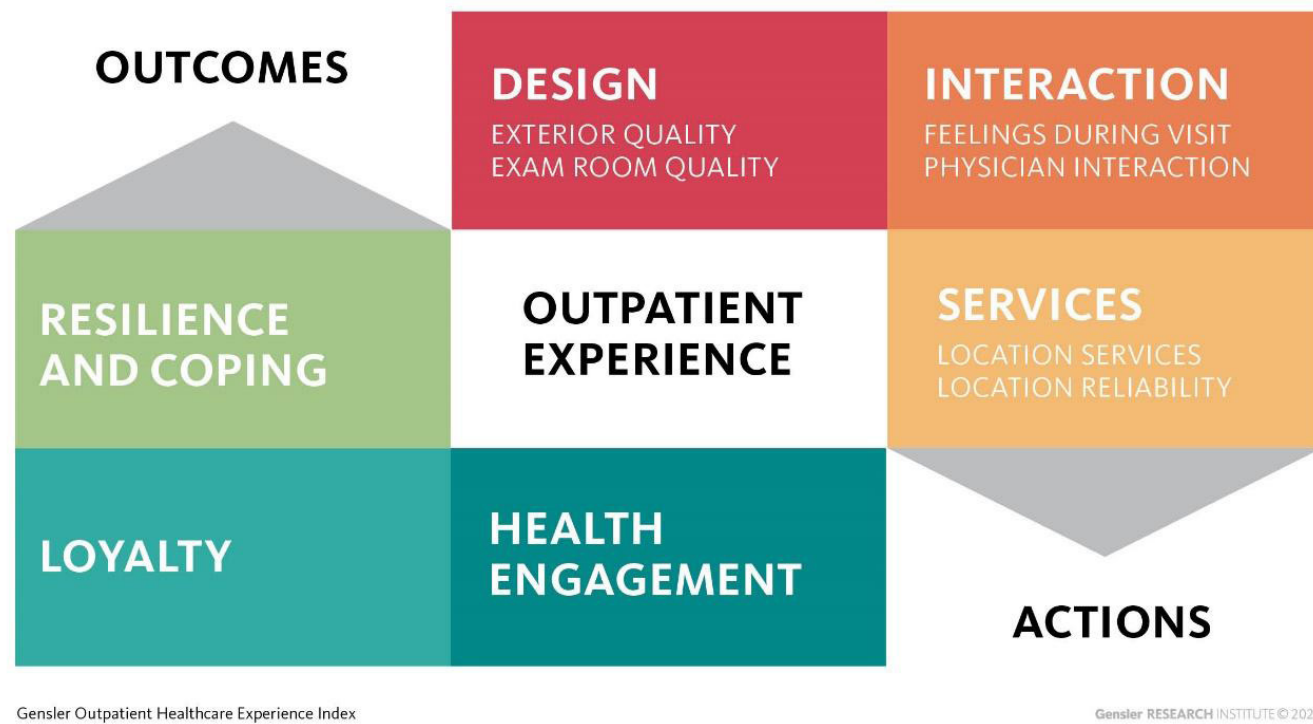 OUTCOMES
DESIGN
EXTERIOR QUALITY
EXAM ROOM QUALITY
INTERACTION
FEELINGS DURING VISIT
PHYSICIAN INTERACTION
RESILIENCE
AND COPING
OUTPATIENT
EXPERIENCE
SERVICES
LOCATION SERVICES
LOCATION RELIABILITY
LOYALTY
HEALTH
ENGAGEMENT
ACTIONS
Gensler Outpatient Healthcare Experience Index
Gensler RESEARCH INSTITUTE ©